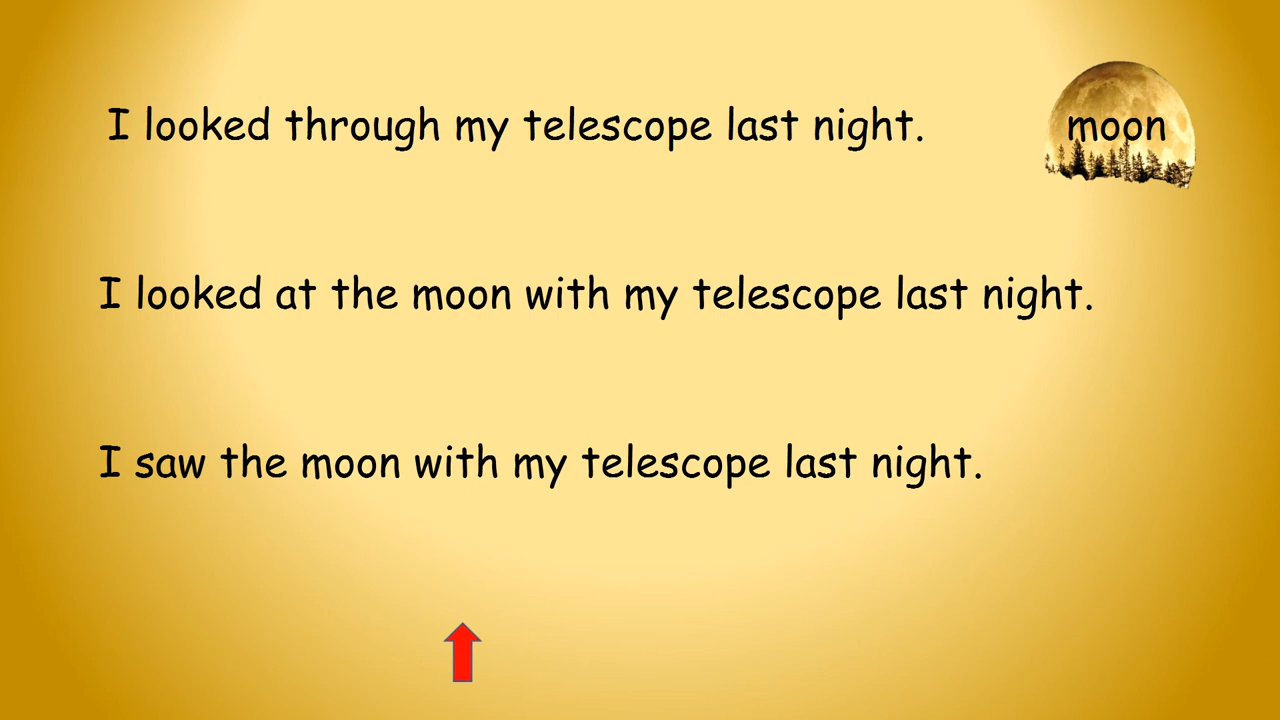 I looked through my telescope last night.
moon
I looked at the moon with my telescope last night.
I saw the moon with my telescope last night.